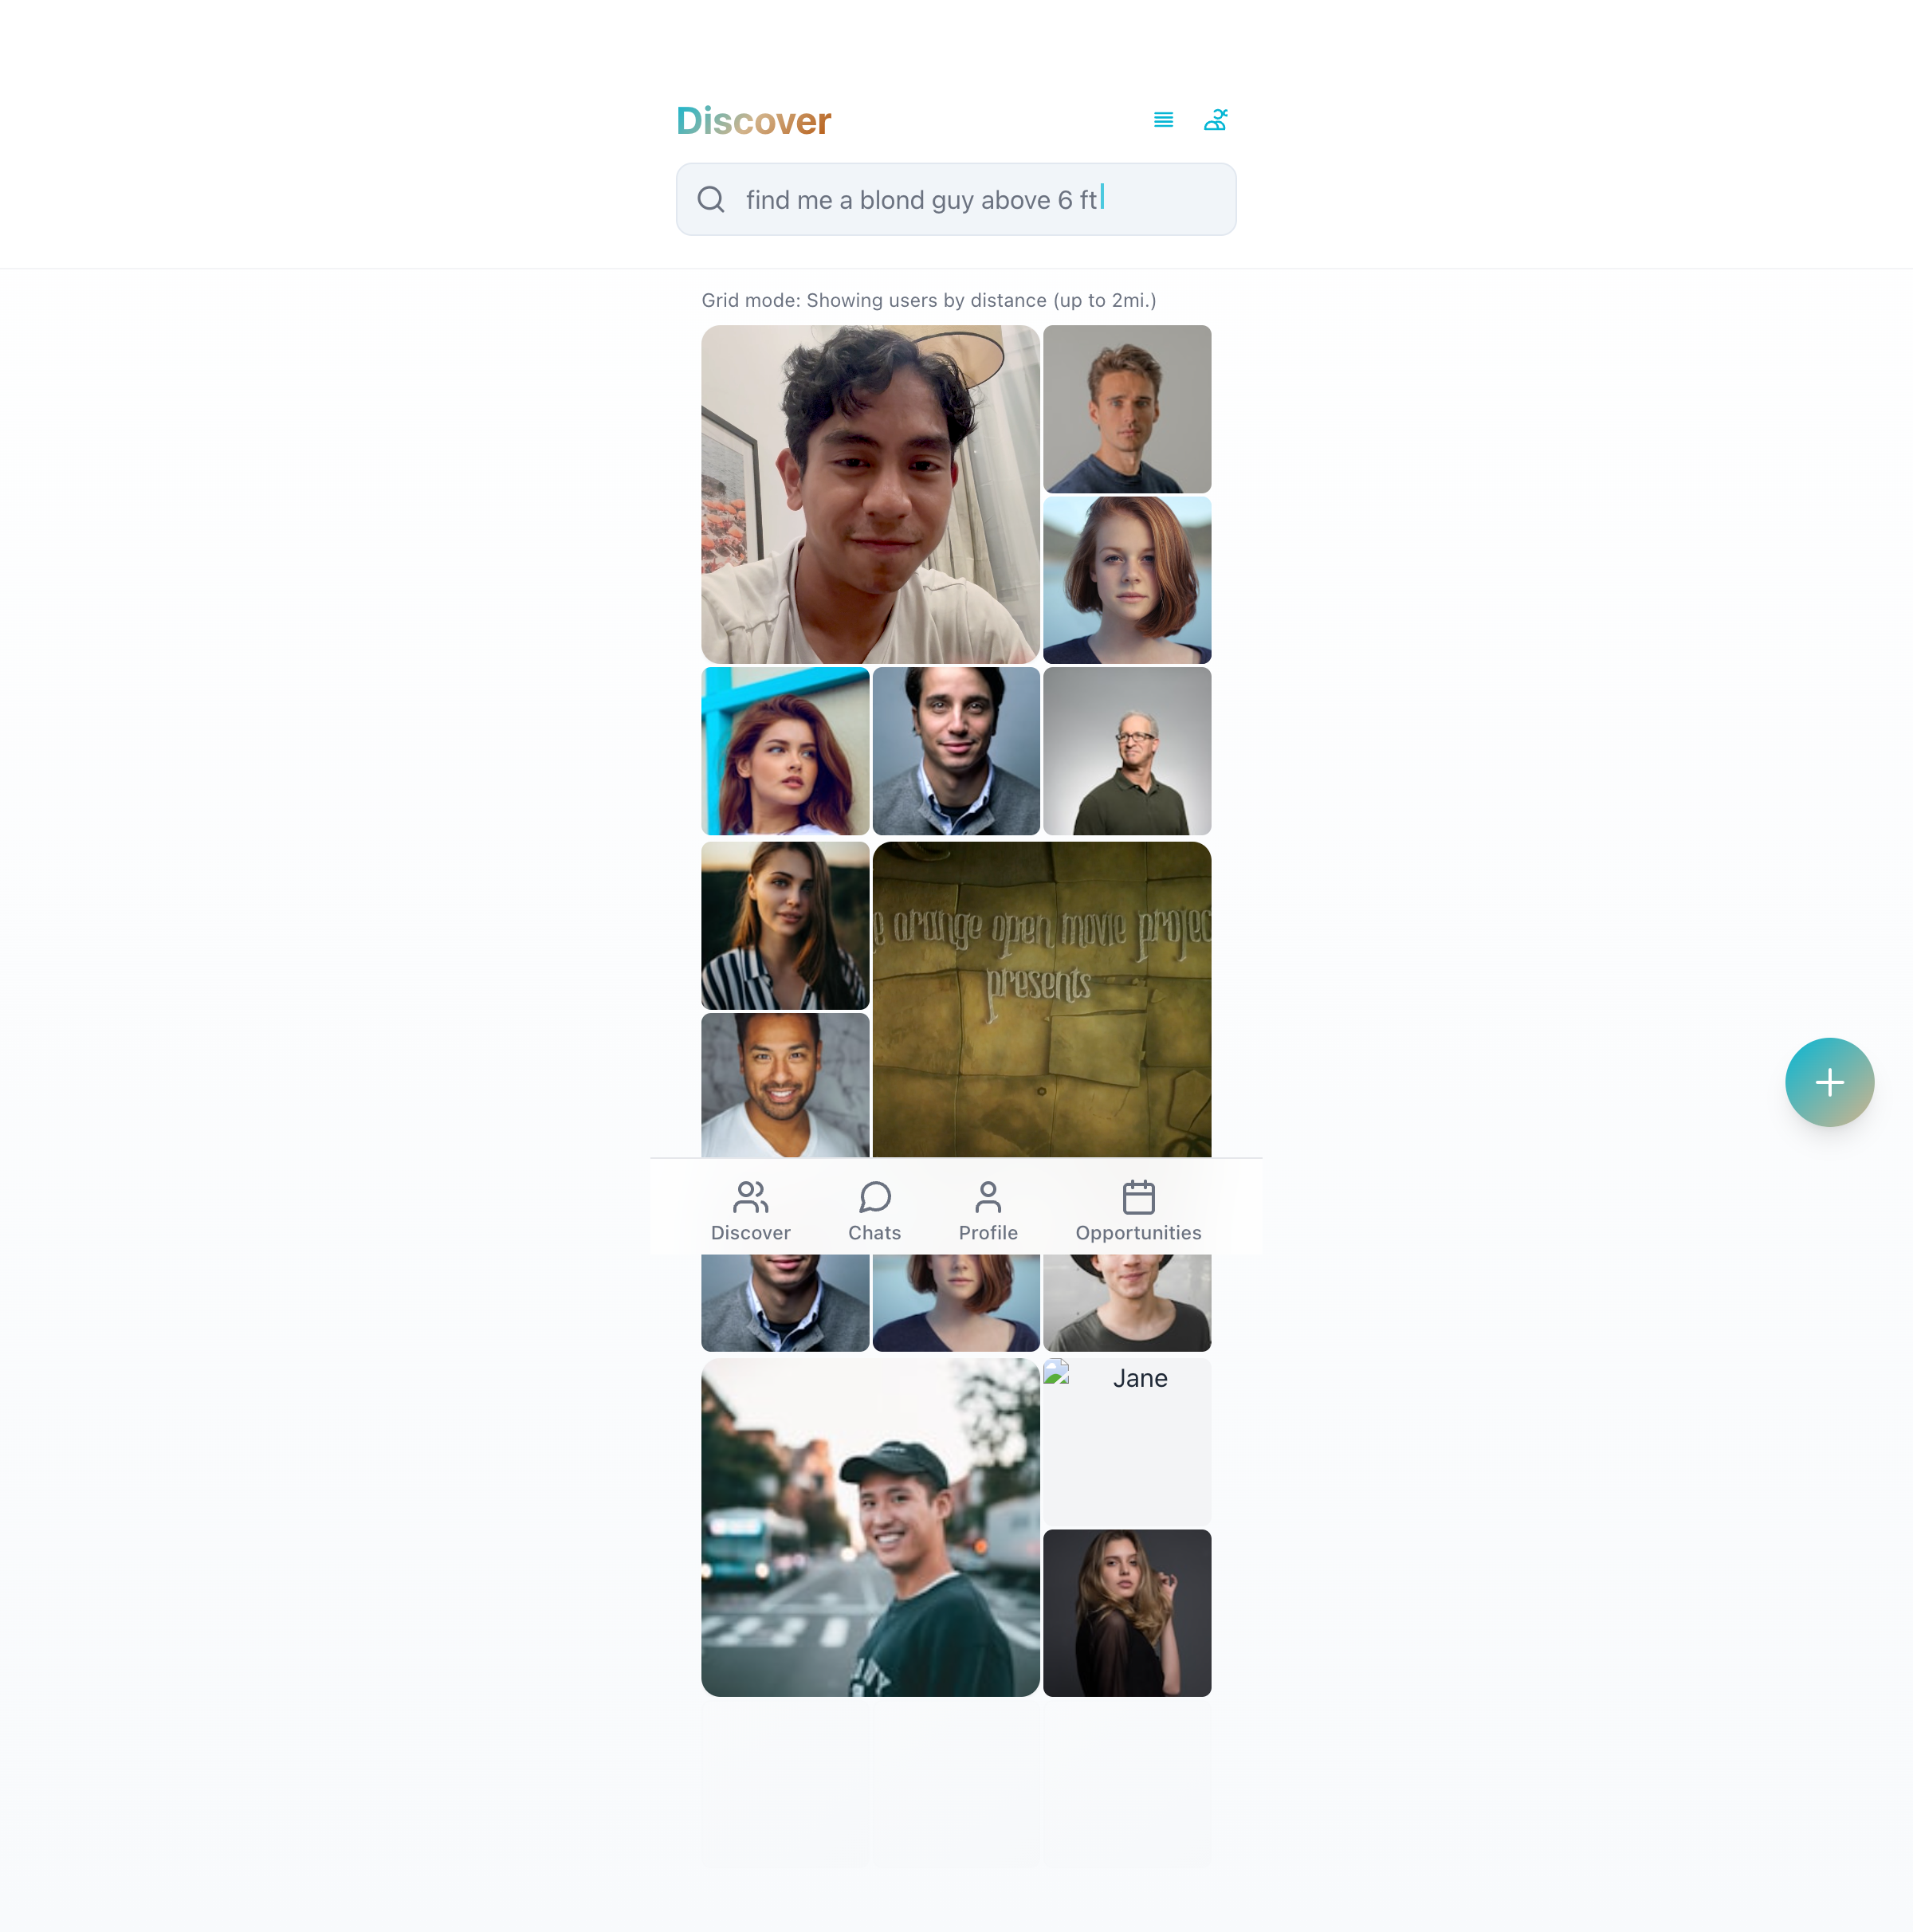 Discover
find me a blond guy above 6 ft
Grid mode: Showing users by distance (up to 2mi.)
e orange open movie projec
presents
Discover
Chats
Profile
Opportunities
Jane